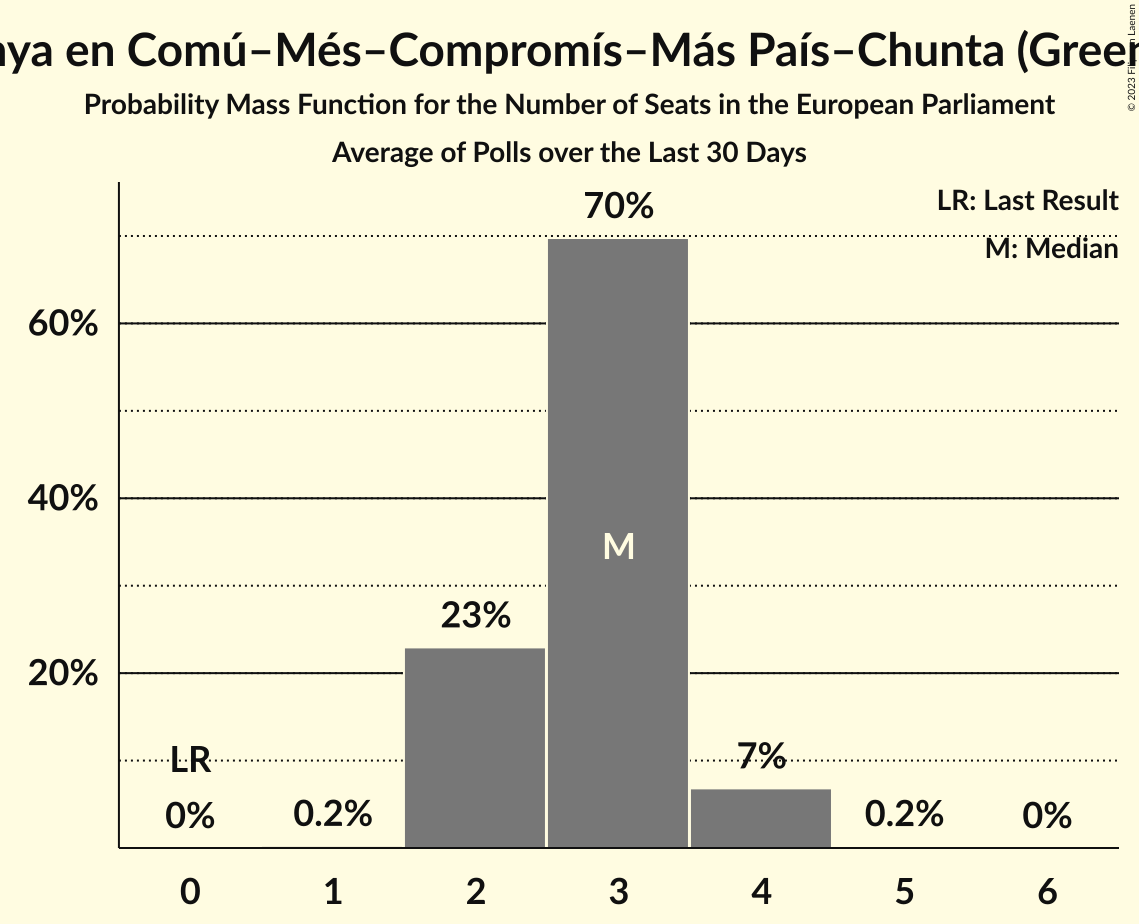 en Comú–Més–Compromís–Más País–Chunta
Probability Mass Function for the Number of Seats in the European Parliament
Average of Polls over the Last 30 Days
© 2023 Laenen
LR: Last Result
M: Median
70%
60%
40%
20%
M
23%
LR
7%
0%
0.2%
0.2%
0%
0 1 2 3 4 5 6